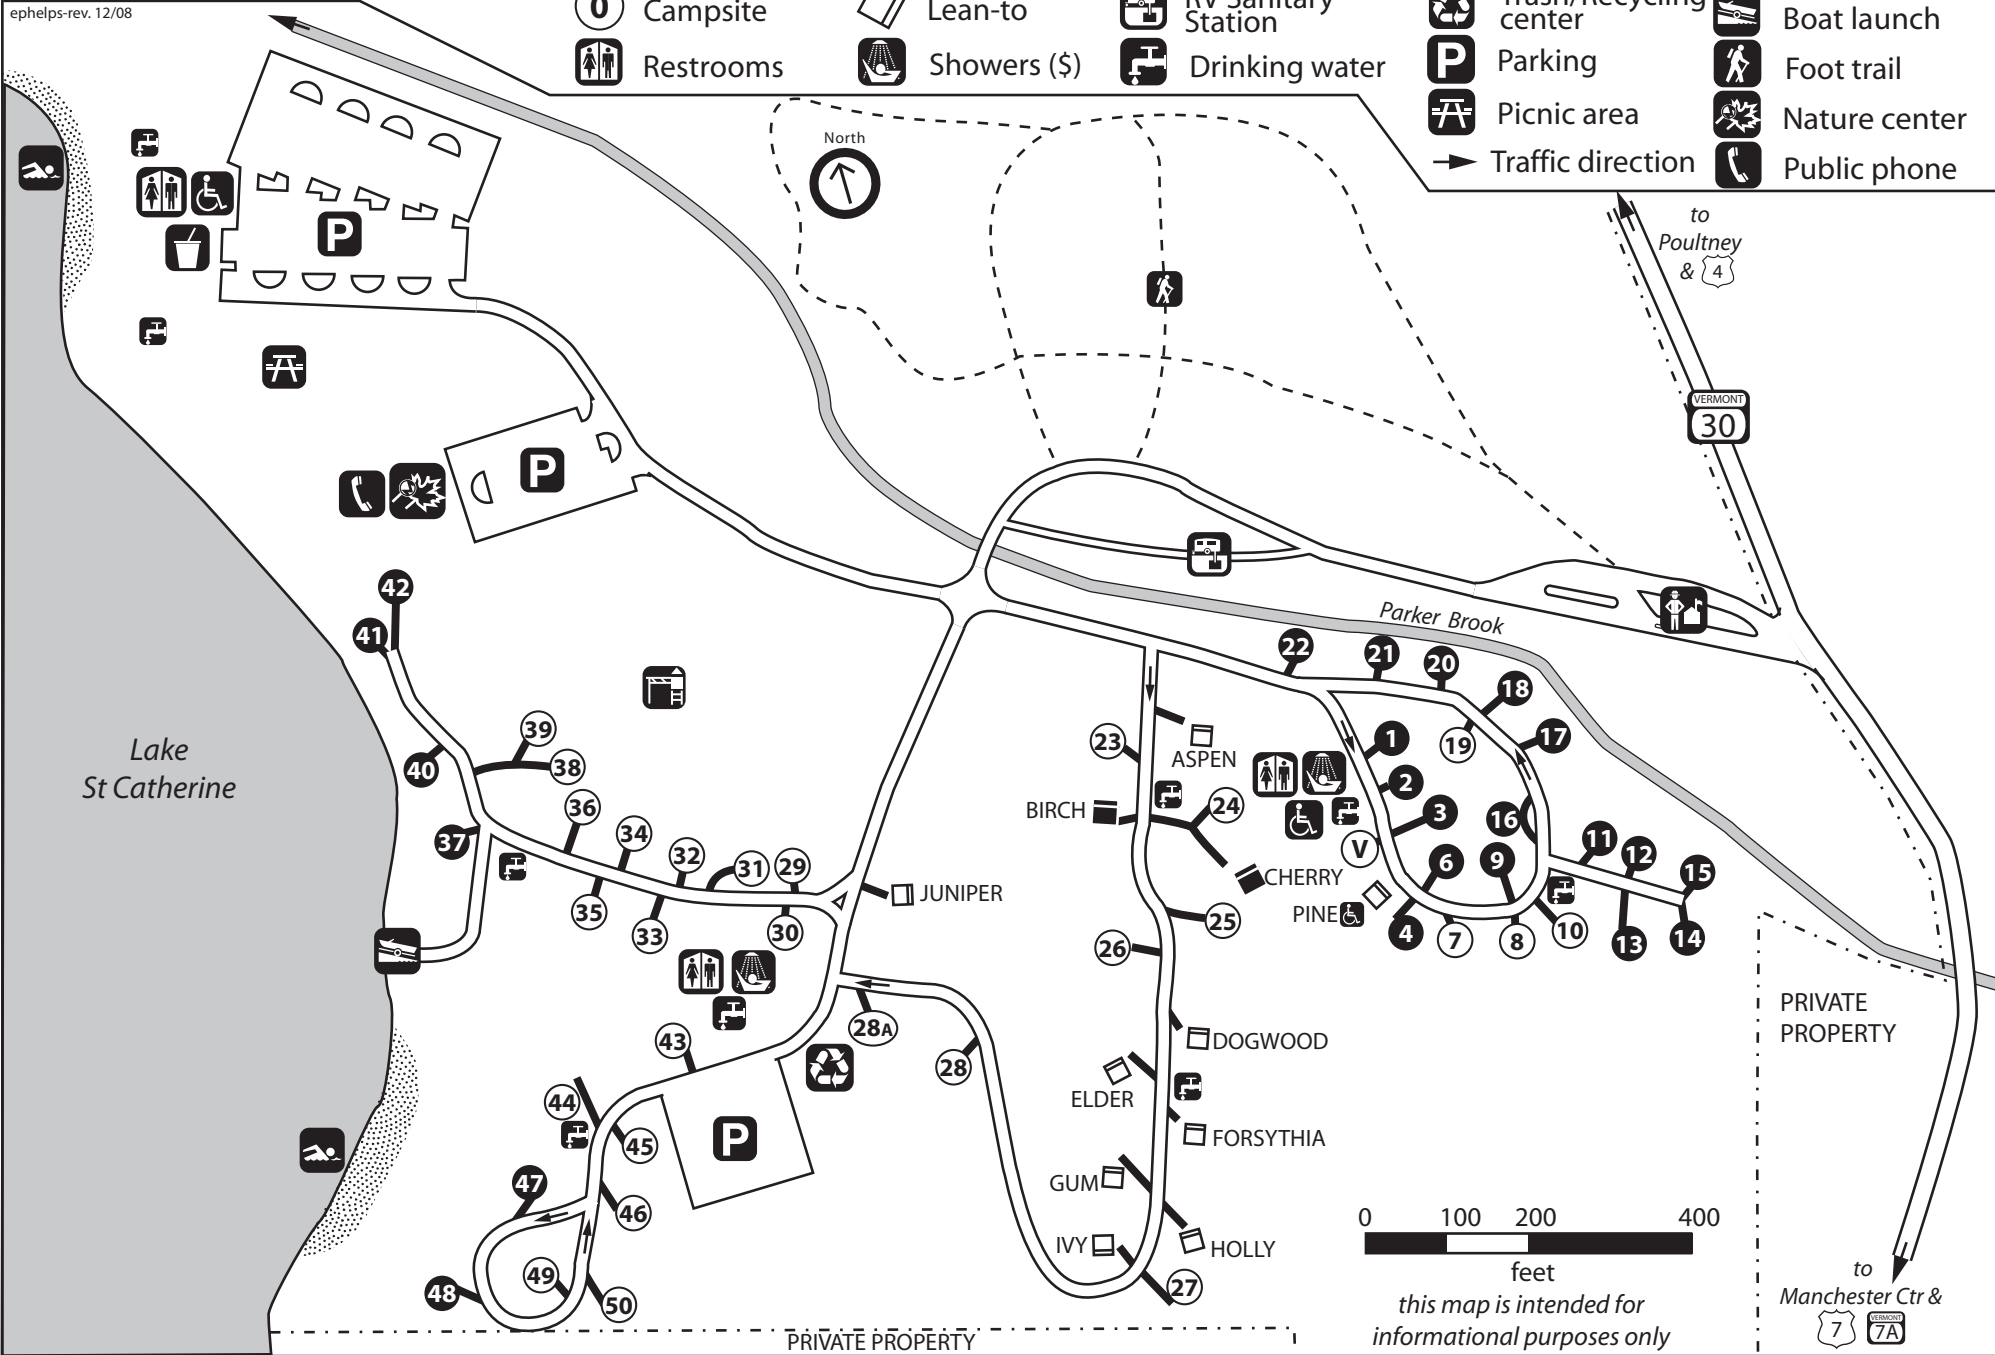 ephelps-rev. 12/08
0
Campsite
Lean-to
RV Sanitary
Station
Trash/Recycling
center
Boat launch
Restrooms
Showers ($)
Drinking water
P
Parking
Foot trail
Picnic area
Nature center
Traffic direction
Public phone
North
to
Poultney
& 4
P
VERMONT
30
P
Parker Brook
42
41
22
21
20
18
19
17
39
38
40
Lake
St Catherine
23
ASPEN
1
2
3
24
BIRCH
16
36
34
37
32
31
29
V
6
9
11
12
15
CHERRY
JUNIPER
PINE
35
33
30
25
26
4
7
8
10
13
14
PRIVATE
PROPERTY
28A
43
28
DOGWOOD
ELDER
44
45
P
FORSYTHIA
47
46
GUM
IVY
HOLLY
0 100 200 400
feet
49
48
50
27
this map is intended for
informational purposes only
to
Manchester Ctr &
7
VERMONT
7A
PRIVATE PROPERTY